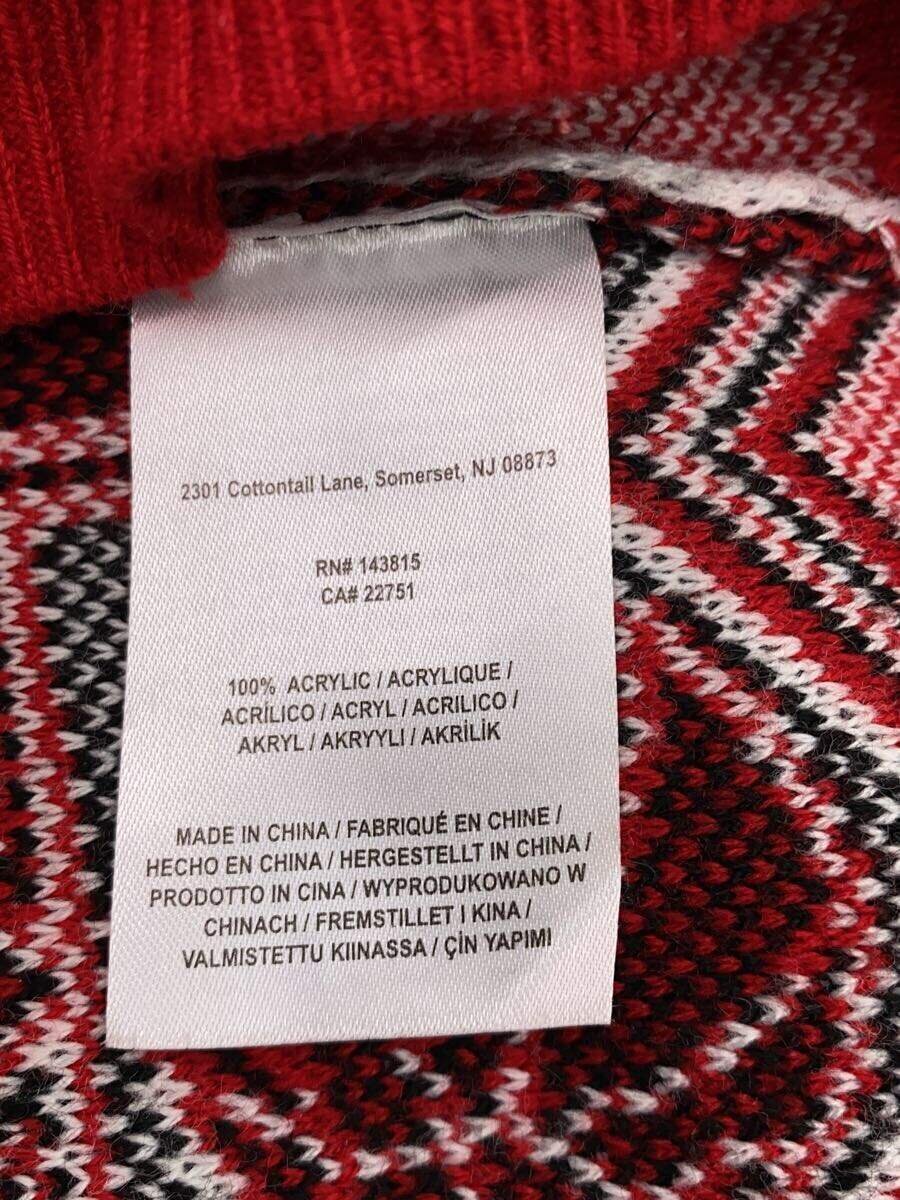 2301 Cottontail Lane, Somerset, NJ 08873
RN# 143815
CA# 22751
100% ACRYLIC / ACRYLIQUE /
ACRÍLICO / ACRYL / ACRILICO /
AKRYL / AKRYYLI / AKRİLİK
MADE IN CHINA / FABRIQUÉ EN CHINE /
HECHO EN CHINA / HERGESTELLT IN CHINA /
PRODOTTO IN CINA / WYPRODUKOWANO W
CHINACH / FREMSTILLET I KINA /
VALMISTETTU KIINASSA / ÇİN YAPIMI